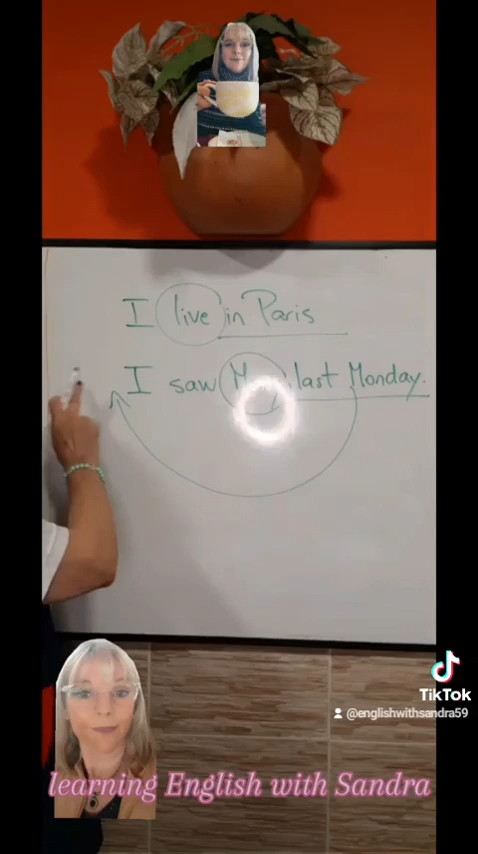 I live in Paris
I saw last Monday.
TikTok
@englishwithsandra59
learning English with Sandra